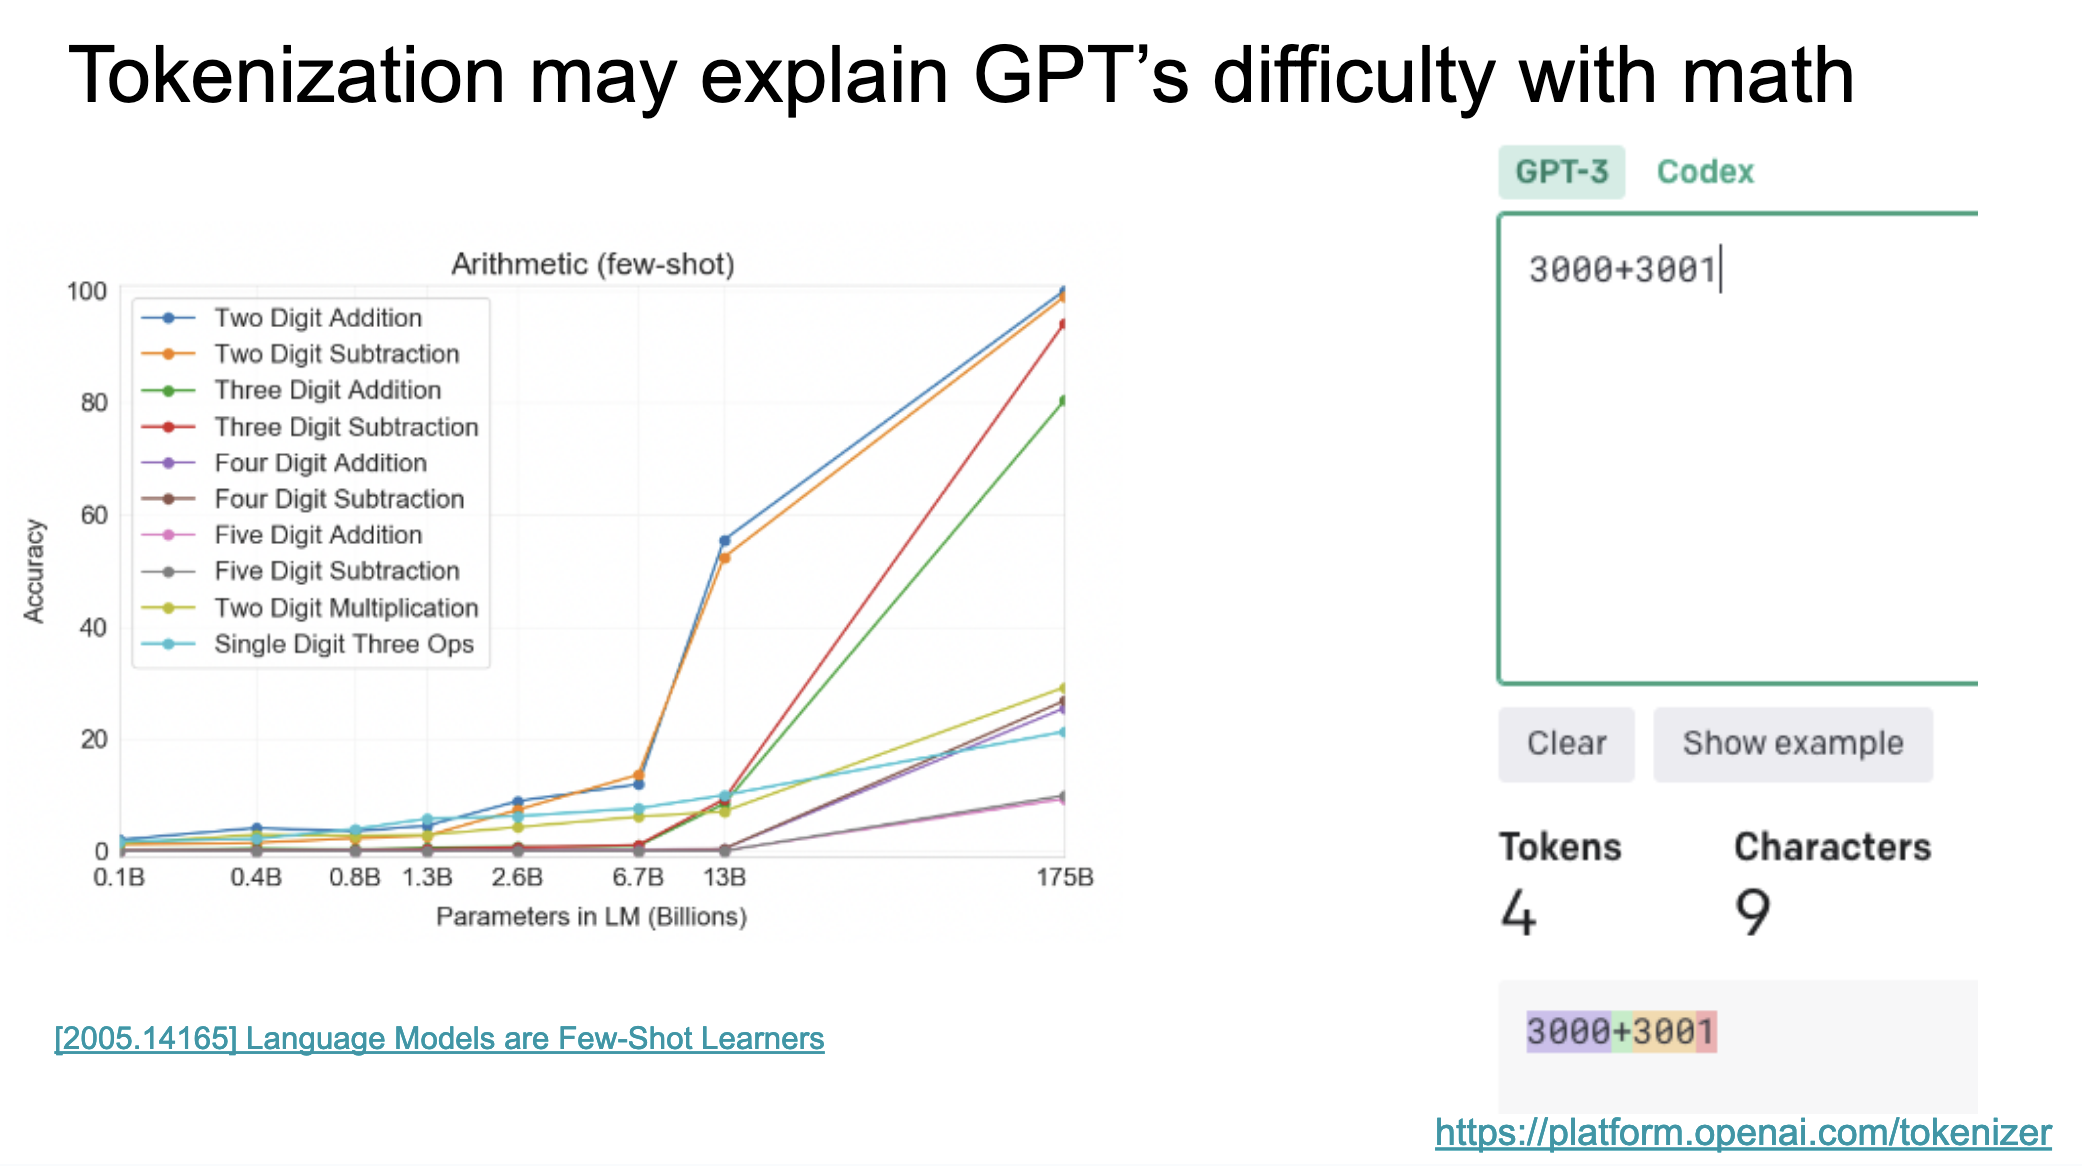 Tokenization may explain GPT’s difficulty with math
Arithmetic (few-shot)
100
80
60
40
20
0
Accuracy
Two Digit Addition
Two Digit Subtraction
Three Digit Addition
Three Digit Subtraction
Four Digit Addition
Four Digit Subtraction
Five Digit Addition
Five Digit Subtraction
Two Digit Multiplication
Single Digit Three Ops
0.1B 0.4B 0.8B 1.3B 2.6B 6.7B 13B 175B
Parameters in LM (Billions)
[2005.14165] Language Models are Few-Shot Learners
GPT-3 Codex
3000+3001
Clear Show example
Tokens Characters
4 9
3000+3001
https://platform.openai.com/tokenizer